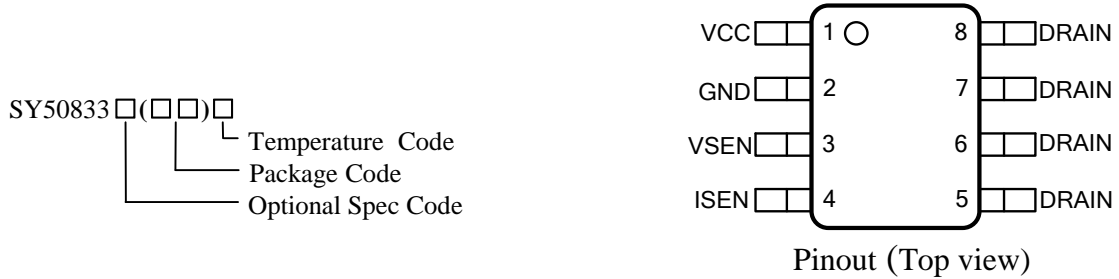 SY50833□(□□)□
Temperature Code
Package Code
Optional Spec Code
VCC 1 8 DRAIN
GND 2 7 DRAIN
VSEN 3 6 DRAIN
ISEN 4 5 DRAIN
Pinout (Top view)